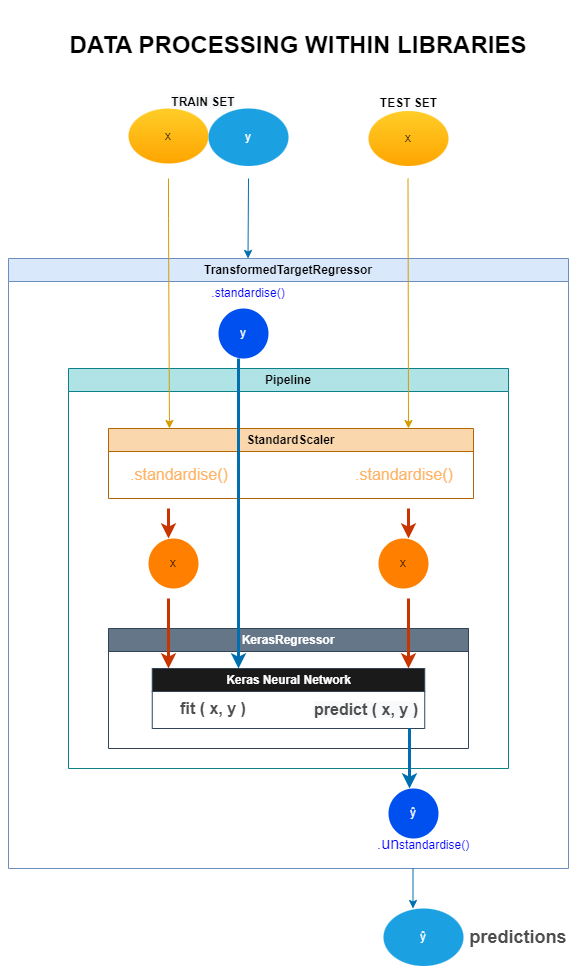 DATA PROCESSING WITHIN LIBRARIES
TRAIN SET
TEST SET
x
y
x
TransformedTargetRegressor
.standardise()
y
Pipeline
StandardScaler
.standardise()
.standardise()
x
x
KerasRegressor
Keras Neural Network
fit ( x, y )
predict ( x, y )
ŷ
.unstandardise()
ŷ
predictions